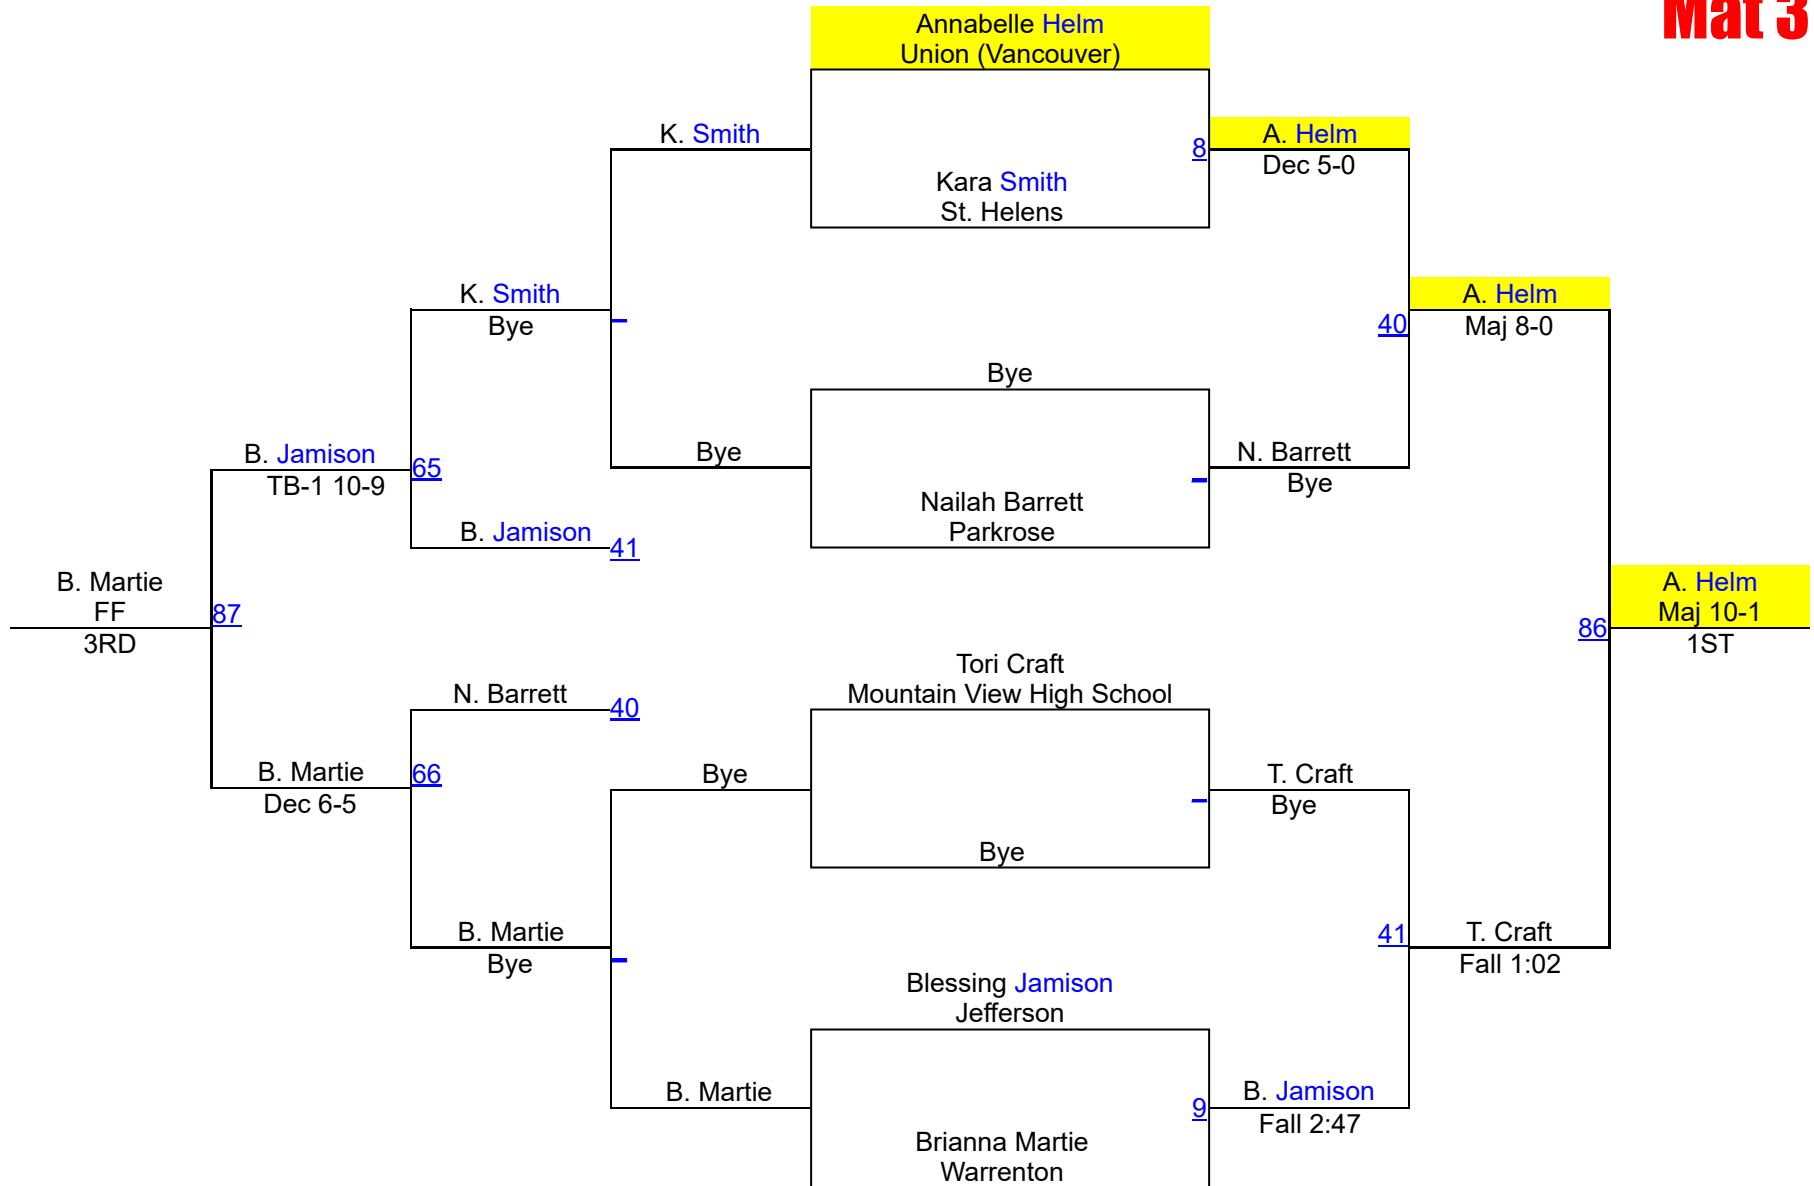 Mat 3
Annabelle Helm
Union (Vancouver)
K. Smith
8
A. Helm
Dec 5-0
Kara Smith
St. Helens
K. Smith
Bye
A. Helm
Maj 8-0
40
Bye
B. Jamison
TB-1 10-9
65
Bye
N. Barrett
Bye
Nailah Barrett
Parkrose
B. Jamison
41
B. Martie
FF
3RD
87
A. Helm
Maj 10-1
1ST
86
Tori Craft
Mountain View High School
N. Barrett
40
B. Martie
Dec 6-5
66
Bye
T. Craft
Bye
Bye
B. Martie
Bye
41
T. Craft
Fall 1:02
Blessing Jamison
Jefferson
B. Martie
9
B. Jamison
Fall 2:47
Brianna Martie
Warrenton